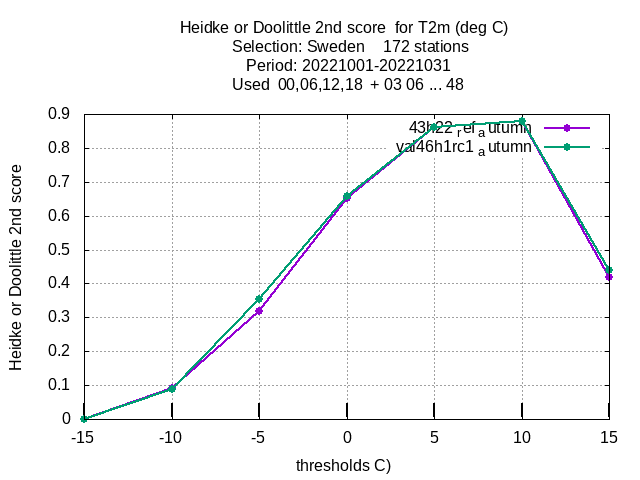 Heidke or Doolittle 2nd score for T2m (deg C)
Selection: Sweden 172 stations
Period: 20221001-20221031
Used 00,06,12,18 + 03 06 ... 48
43h22_ref_autumn
val46h1rc1_autumn
Heidke or Doolittle 2nd score
0.9
0.8
0.7
0.6
0.5
0.4
0.3
0.2
0.1
0
-15 -10 -5 0 5 10 15
thresholds C)